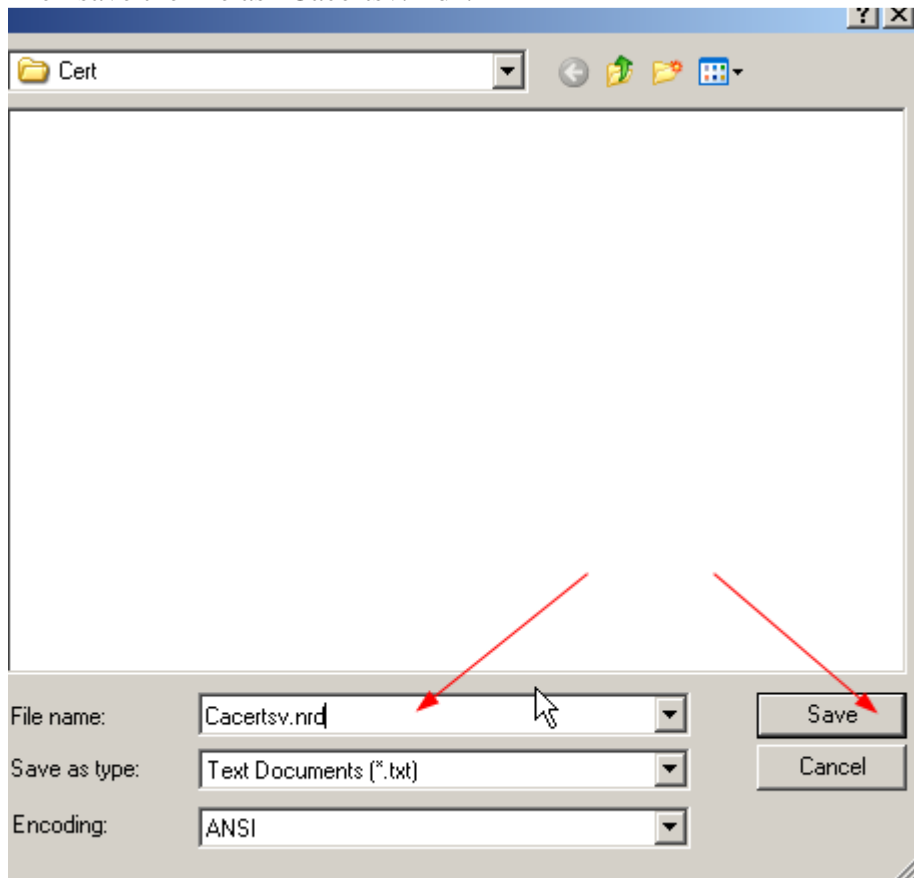 Cert
File name: Cacertsv.nrd Save
Save as type: Text Documents (*.txt) Cancel
Encoding: ANSI